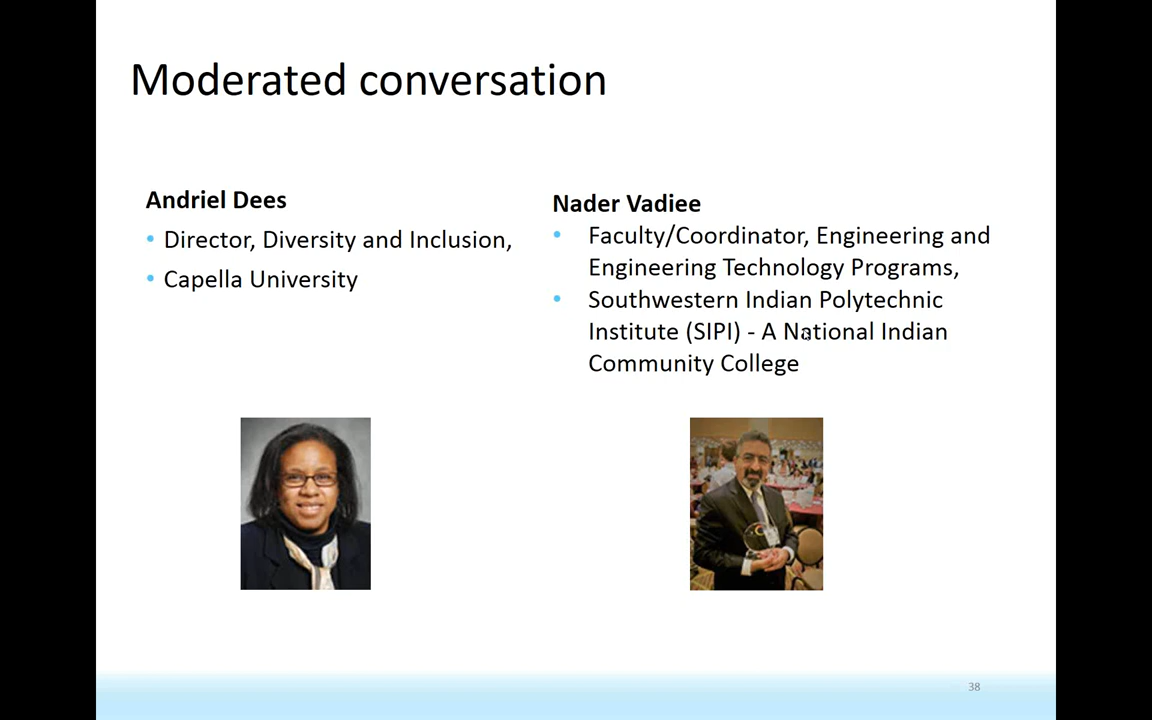 Moderated conversation
Andriel Dees
• Director, Diversity and Inclusion,
• Capella University
Nader Vadiee
• Faculty/Coordinator, Engineering and
Engineering Technology Programs,
• Southwestern Indian Polytechnic
Institute (SIPI) - A National Indian
Community College
38